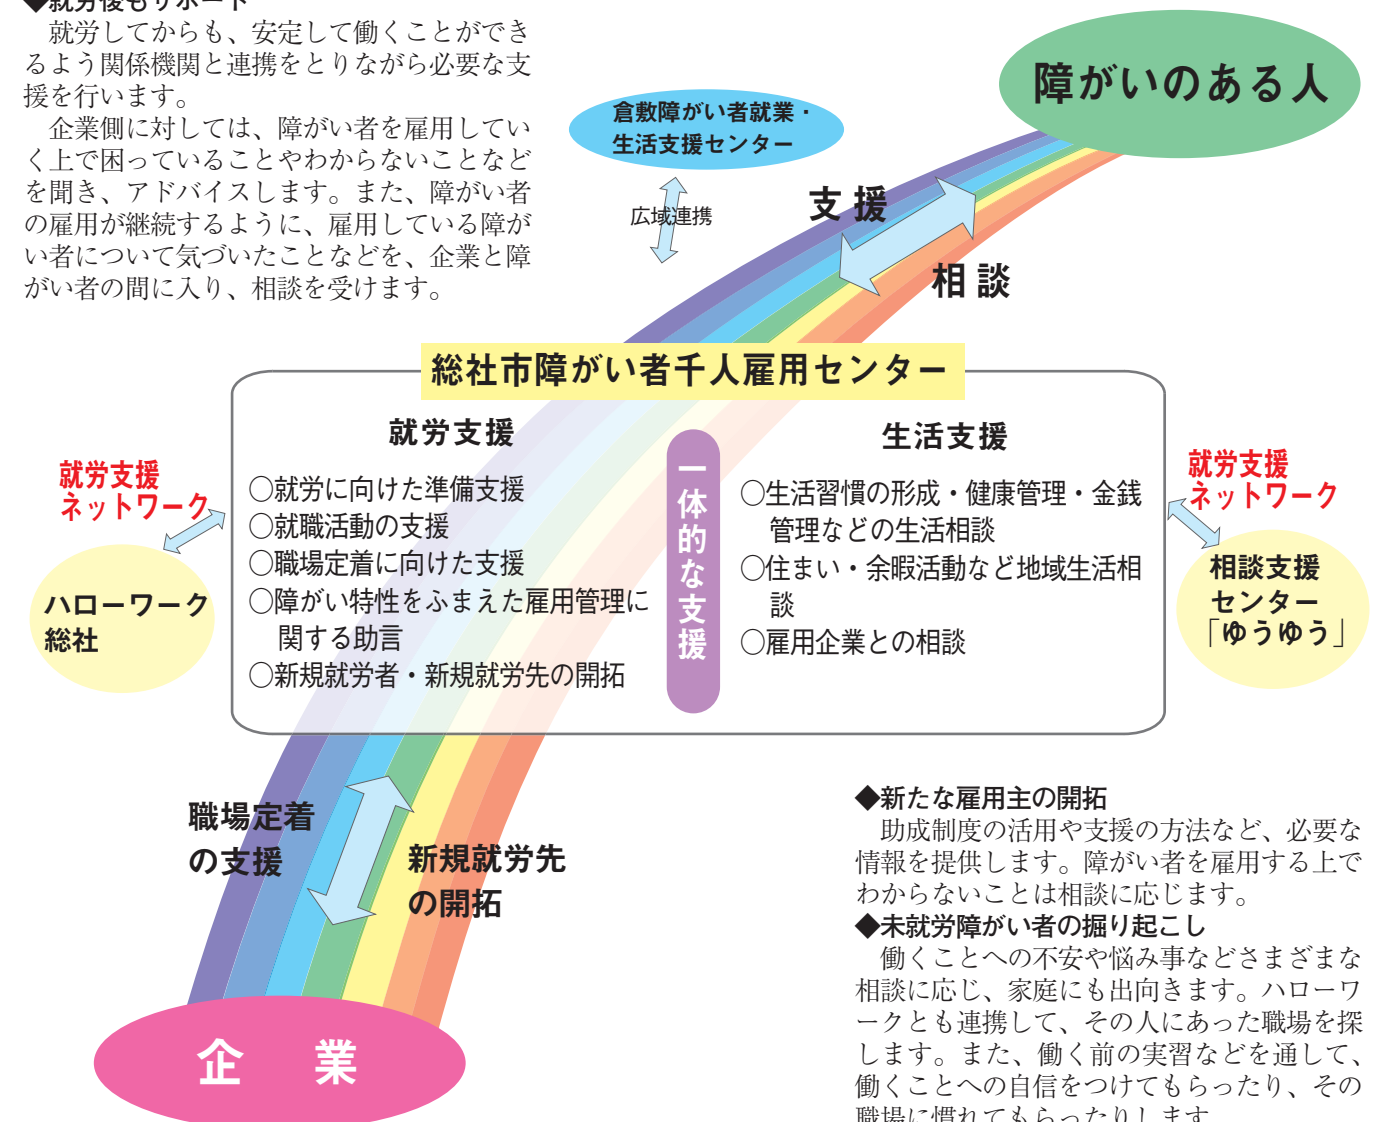 ◆就労後もサポート
就労してからも、安定して働くことができ
るよう関係機関と連携をとりながら必要な支
援を行います。
企業側に対しては、障がい者を雇用してい
く上で困っていることやわからないことなど
を聞き、アドバイスします。また、障がい者
の雇用が継続するように、雇用している障が
い者について気づいたことなどを、企業と障
がい者の間に入り、相談を受けます。
障がいのある人
倉敷障がい者就業・
生活支援センター
広域連携
支援
相談
総社市障がい者千人雇用センター
就労支援
○就労に向けた準備支援
○就職活動の支援
○職場定着に向けた支援
○障がい特性をふまえた雇用管理に
関する助言
○新規就労者・新規就労先の開拓
一体的な支援
生活支援
○生活習慣の形成・健康管理・金銭
管理などの生活相談
○住まい・余暇活動など地域生活相
談
○雇用企業との相談
就労支援
ネットワーク
ハローワーク
総社
就労支援
ネットワーク
相談支援
センター
「ゆうゆう」
職場定着
の支援
新規就労先
の開拓
企業
◆新たな雇用主の開拓
助成制度の活用や支援の方法など、必要な
情報を提供します。障がい者を雇用する上で
わからないことは相談に応じます。
◆未就労障がい者の掘り起こし
働くことへの不安や悩み事などさまざまな
相談に応じ、家庭にも出向きます。ハローワ
ークとも連携して、その人にあった職場を探
します。また、働く前の実習などを通して、
働くことへの自信をつけてもらったり、その
職場に慣れてもらったりします。